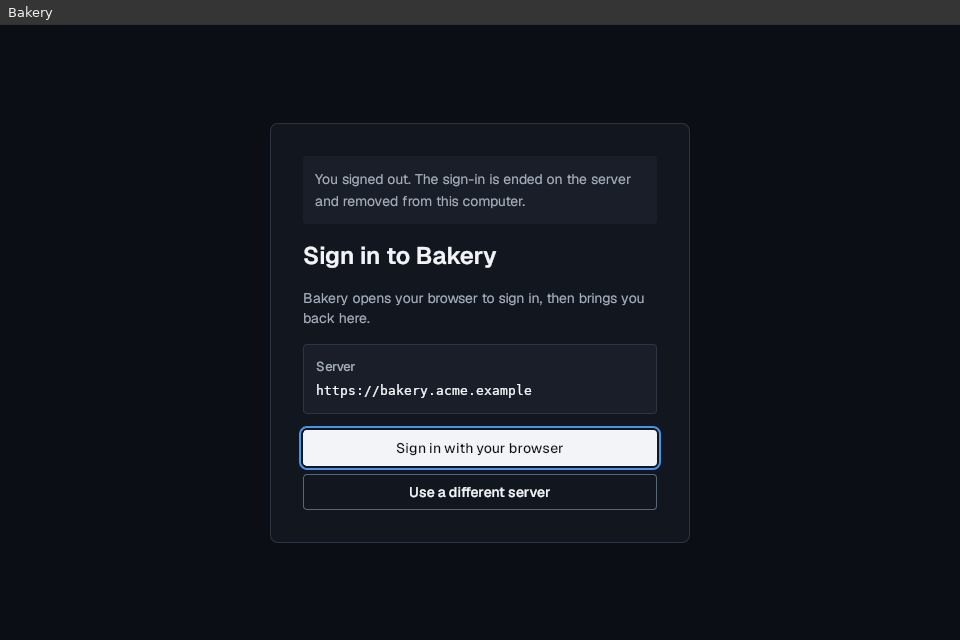 Bakery
You signed out. The sign-in is ended on the server
and removed from this computer.
Sign in to Bakery
Bakery opens your browser to sign in, then brings you
back here.
Server
https://bakery.acme.example
Sign in with your browser
Use a different server